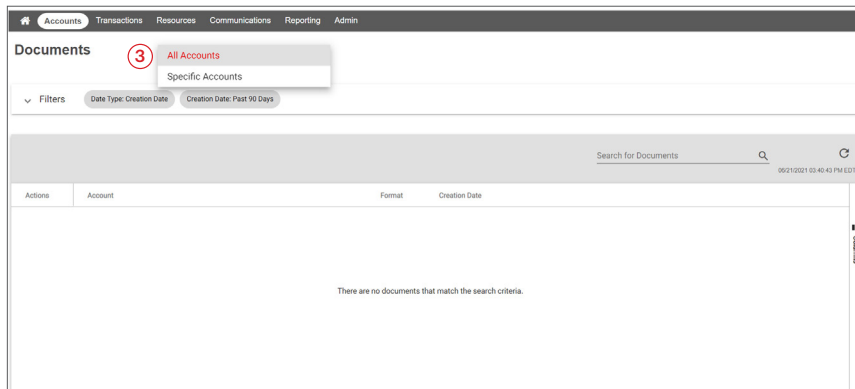 Accounts Transactions Resources Communications Reporting Admin
Documents
3 All Accounts
Specific Accounts
Filters Date Type: Creation Date Creation Date: Past 90 Days
Search for Documents
08/21/2021 03:40:43 PM EDT
Actions Account Format Creation Date
There are no documents that match the search criteria.